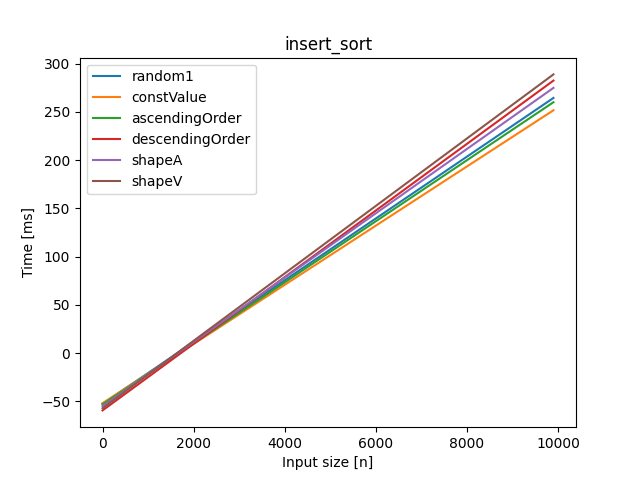 insert_sort
random1
constValue
ascendingOrder
descendingOrder
shapeA
shapeV
300
250
200
150
100
50
0
−50
Time [ms]
0 2000 4000 6000 8000 10000
Input size [n]